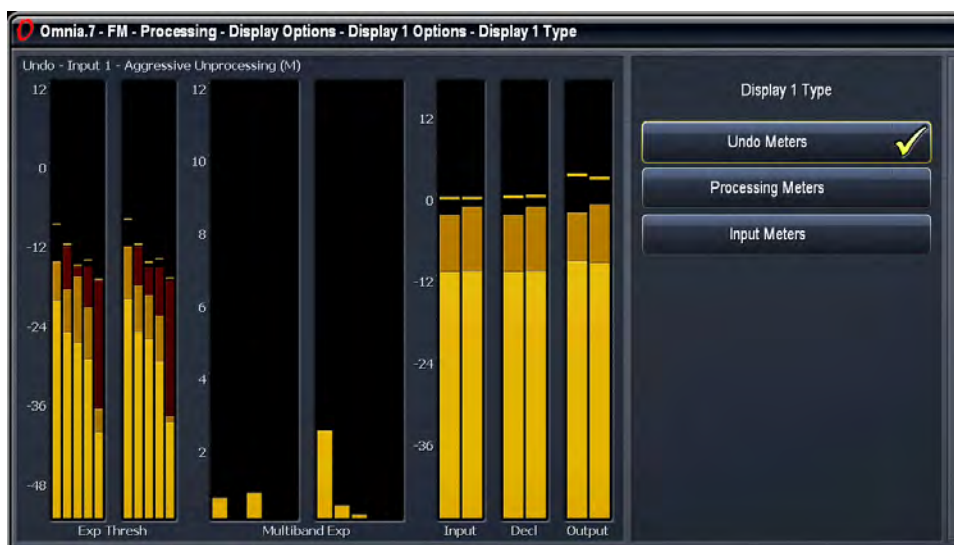 Omnia.7 - FM - Processing - Display Options - Display 1 Options - Display 1 Type
Undo - Input 1 - Aggressive Unprocessing (M)
12
0
-12
-24
-36
-48
Exp Thresh
12
10
8
6
4
2
Multiband Exp
12
0
-12
-24
-36
Input
Decl
Output
Display 1 Type
Undo Meters
Processing Meters
Input Meters